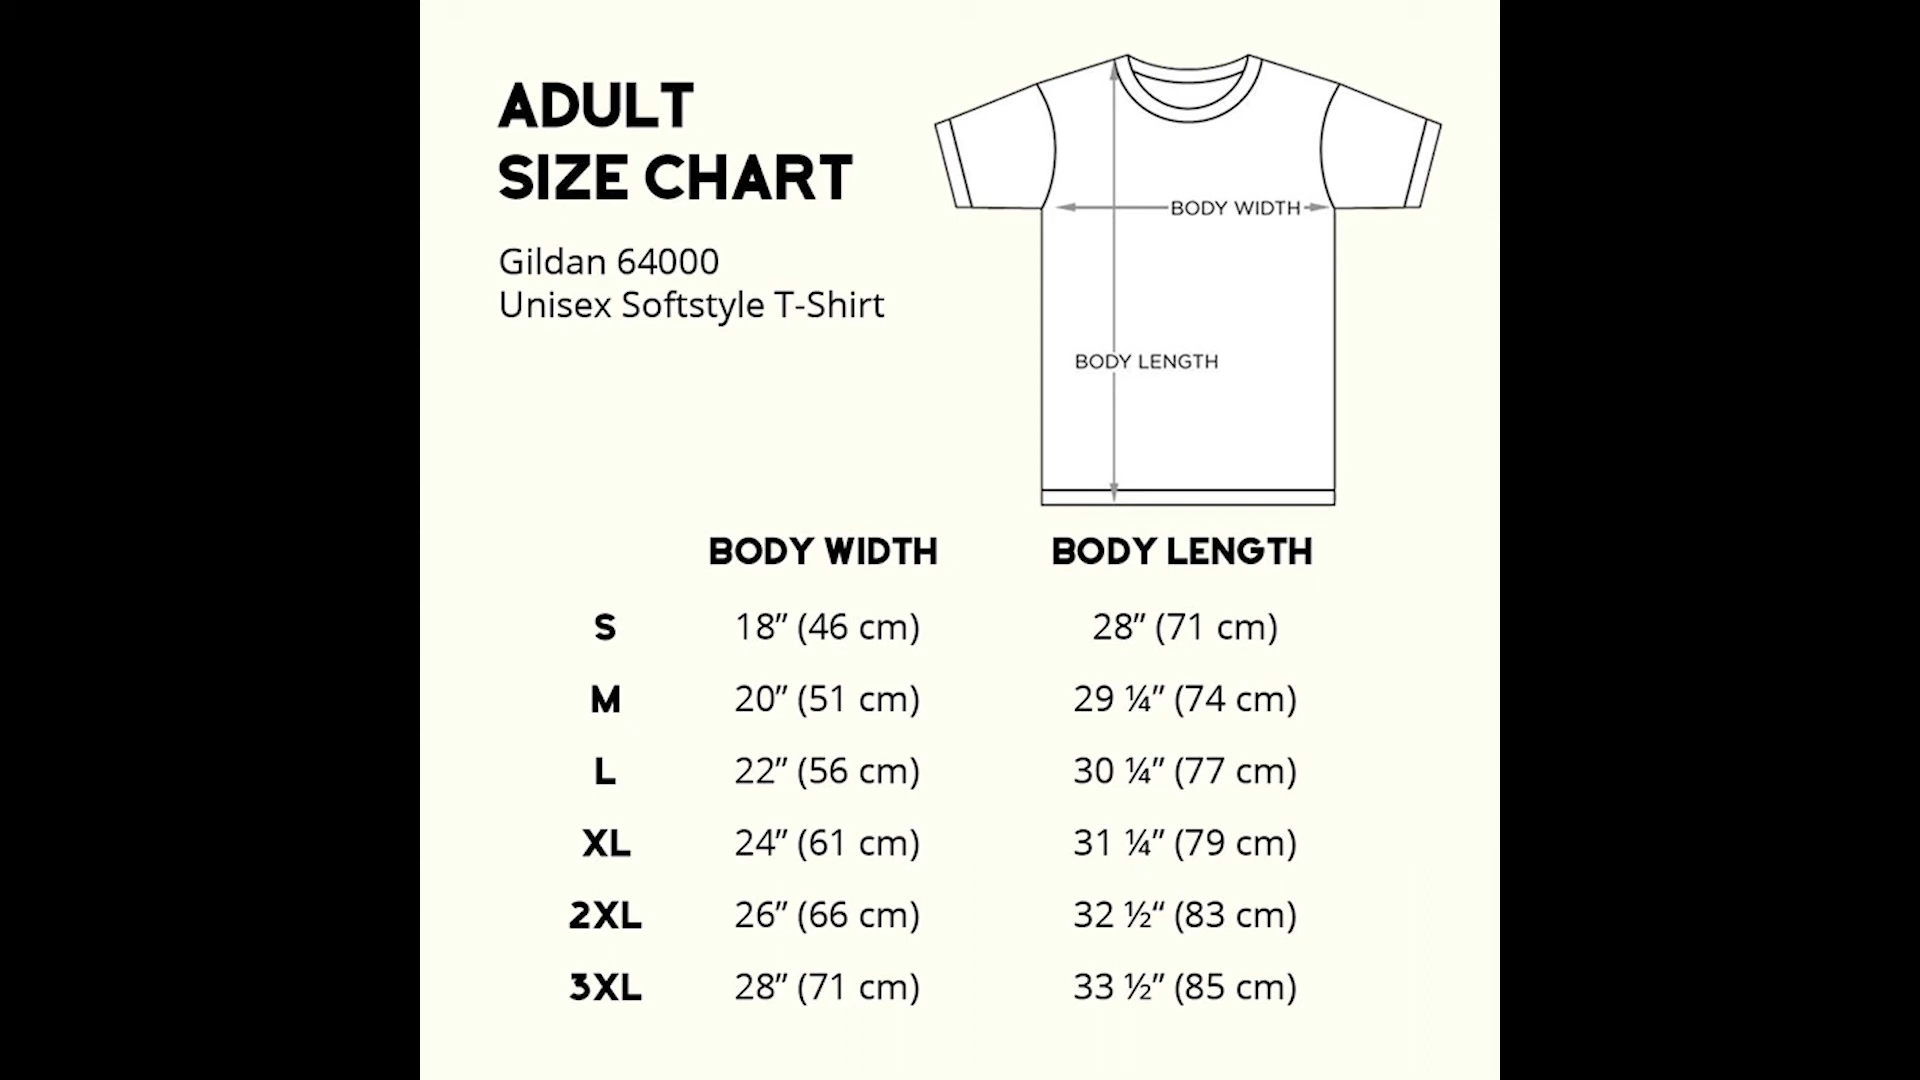 ADULT
SIZE CHART
Gildan 64000
Unisex Softstyle T-Shirt
BODY WIDTH
BODY LENGTH
BODY WIDTH BODY LENGTH
S 18” (46 cm) 28” (71 cm)
M 20” (51 cm) 29 ¼” (74 cm)
L 22” (56 cm) 30 ¼” (77 cm)
XL 24” (61 cm) 31 ¼” (79 cm)
2XL 26” (66 cm) 32 ½“ (83 cm)
3XL 28” (71 cm) 33 ½” (85 cm)